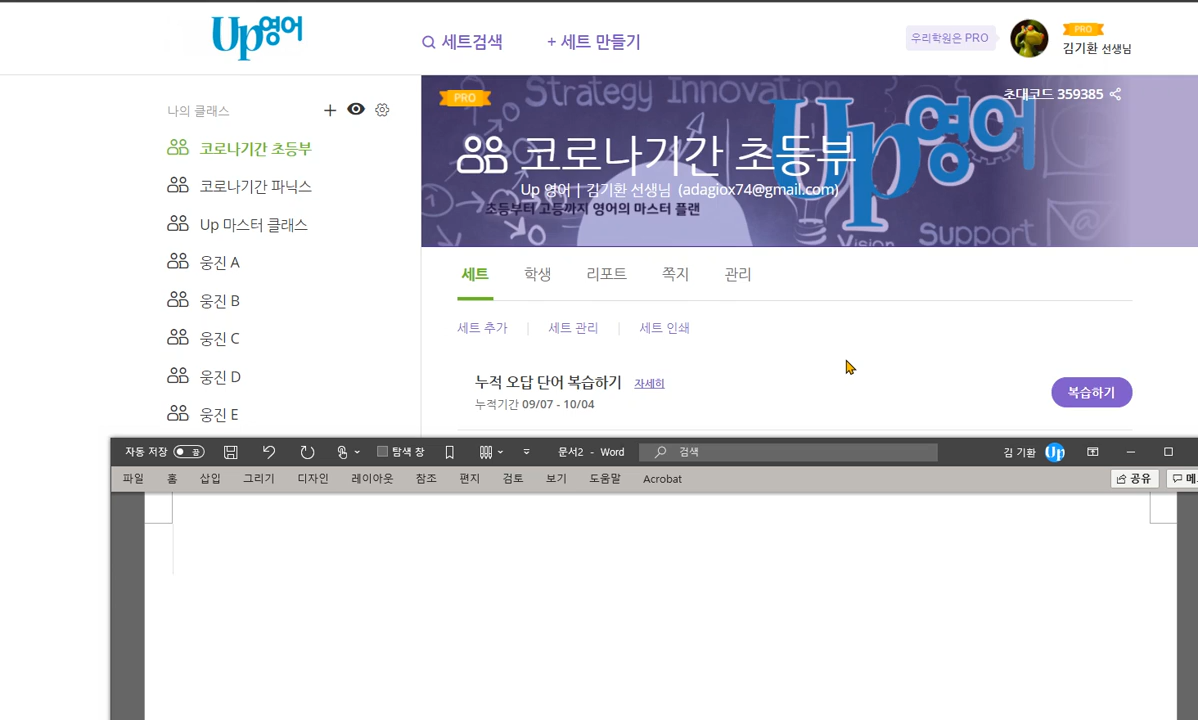 Up영어
세트검색
+ 세트 만들기
우리학원은 PRO
PRO
김기환 선생님
나의 클래스
코로나기간 초등부
코로나기간 파닉스
Up 마스터 클래스
웅진 A
웅진 B
웅진 C
웅진 D
웅진 E
PRO
Strategy Innovation
초대코드 359385
코로나기간 초등부
Up 영어 | 김기환 선생님 (adagiox74@gmail.com)
초등부터 고등까지 영어의 마스터 플랜
Up영어
Vision
Support
세트 학생 리포트 쪽지 관리
세트 추가 | 세트 관리 | 세트 인쇄
누적 오답 단어 복습하기 자세히
누적기간 09/07 - 10/04
복습하기
자동 저장 끔 탐색 창 문서2 - Word 검색 김 기환 Up
파일 홈 삽입 그리기 디자인 레이아웃 참조 편지 검토 보기 도움말 Acrobat 공유 메